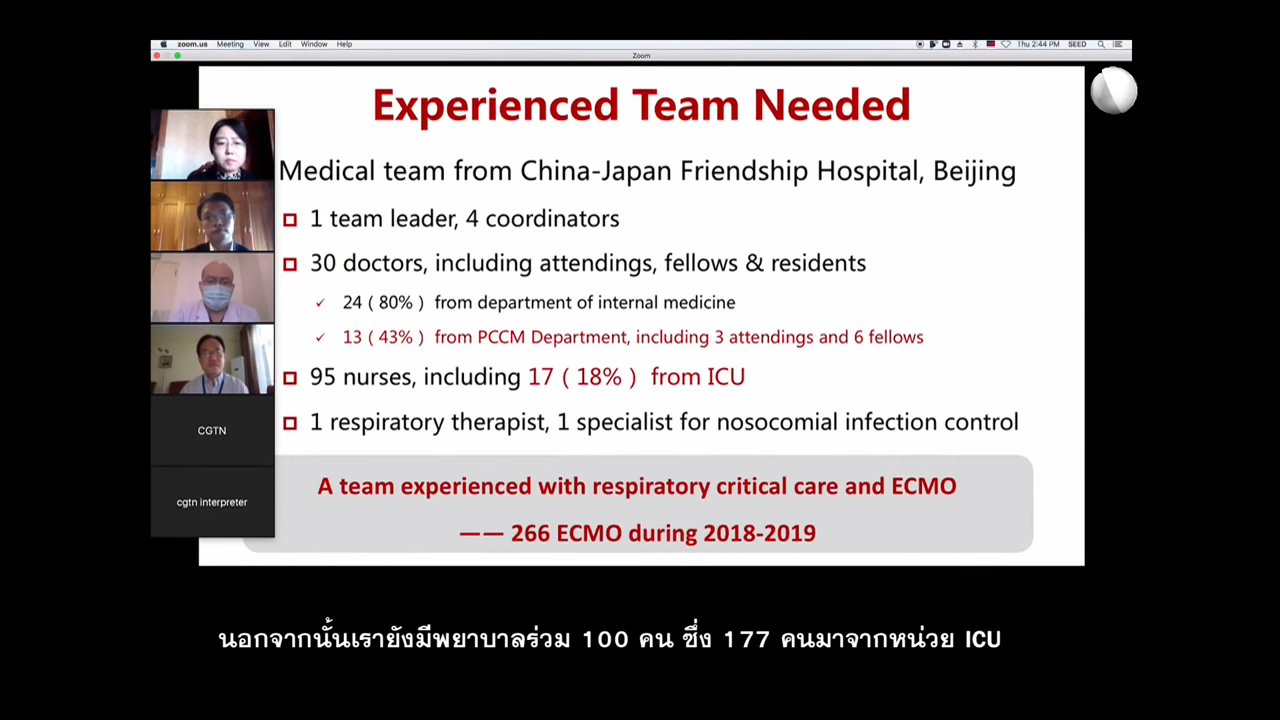 zoom.us Meeting View Edit Window Help Thu 2:44 PM SEED
Zoom
Experienced Team Needed
Medical team from China-Japan Friendship Hospital, Beijing
1 team leader, 4 coordinators
30 doctors, including attendings, fellows & residents
✓ 24 ( 80% ) from department of internal medicine
✓ 13 ( 43% ) from PCCM Department, including 3 attendings and 6 fellows
95 nurses, including 17 ( 18% ) from ICU
1 respiratory therapist, 1 specialist for nosocomial infection control
A team experienced with respiratory critical care and ECMO
—— 266 ECMO during 2018-2019
CGTN
cgtn interpreter
นอกจากนั้นเรายังมีพยาบาลร่วม 100 คน ซึ่ง 177 คนมาจากหน่วย ICU